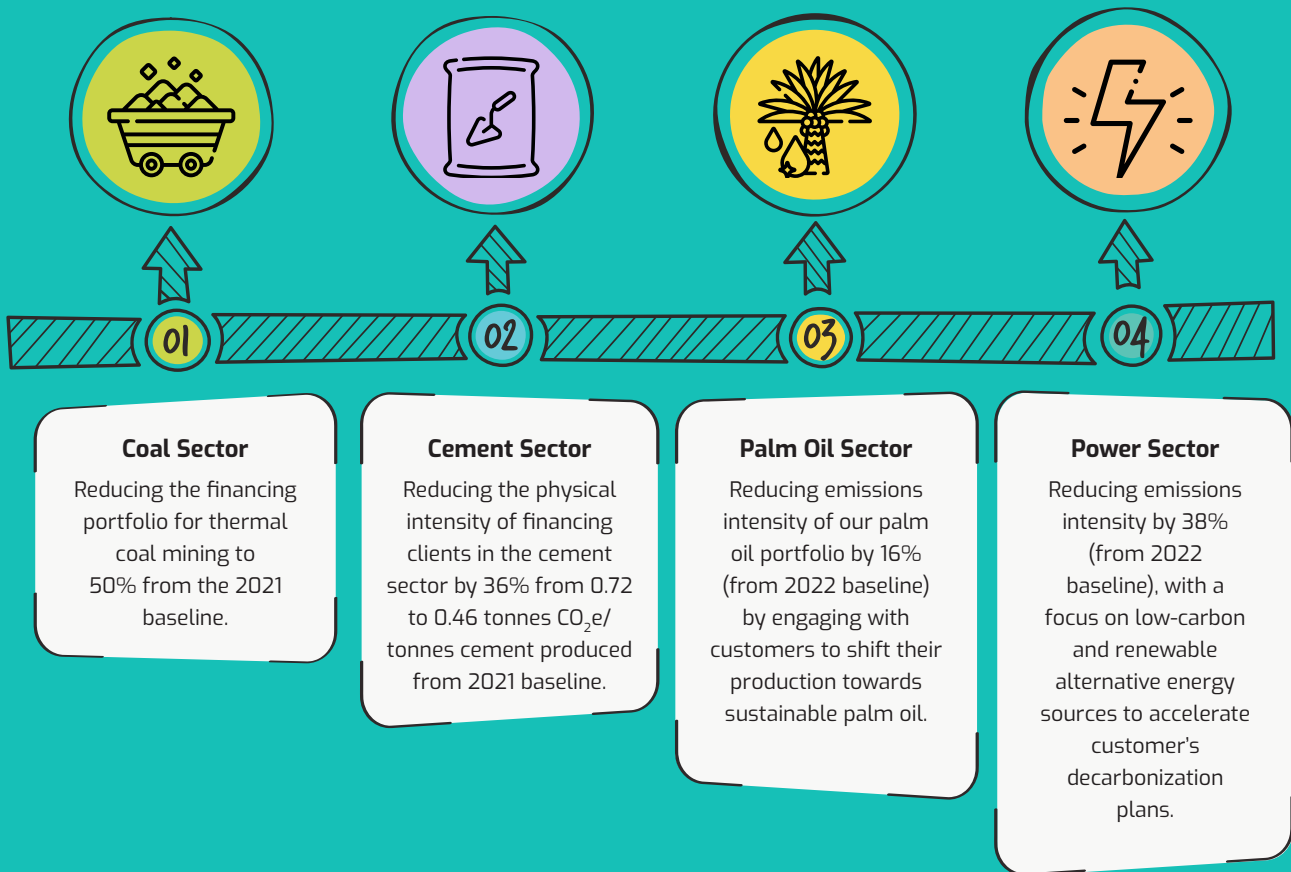 01
02
03
04
Coal Sector
Reducing the financing
portfolio for thermal
coal mining to
50% from the 2021
baseline.
Cement Sector
Reducing the physical
intensity of financing
clients in the cement
sector by 36% from 0.72
to 0.46 tonnes CO₂e/
tonnes cement produced
from 2021 baseline.
Palm Oil Sector
Reducing emissions
intensity of our palm
oil portfolio by 16%
(from 2022 baseline)
by engaging with
customers to shift their
production towards
sustainable palm oil.
Power Sector
Reducing emissions
intensity by 38%
(from 2022
baseline), with a
focus on low-carbon
and renewable
alternative energy
sources to accelerate
customer's
decarbonization
plans.